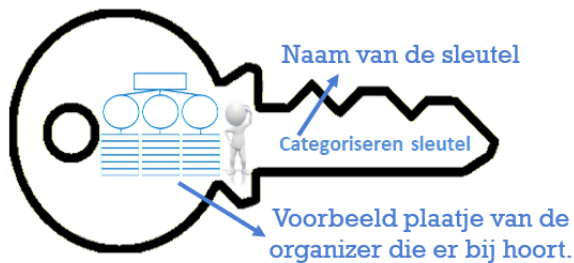 Naam van de sleutel
Categoriseren sleutel
Voorbeeld plaatje van de
organizer die er bij hoort.